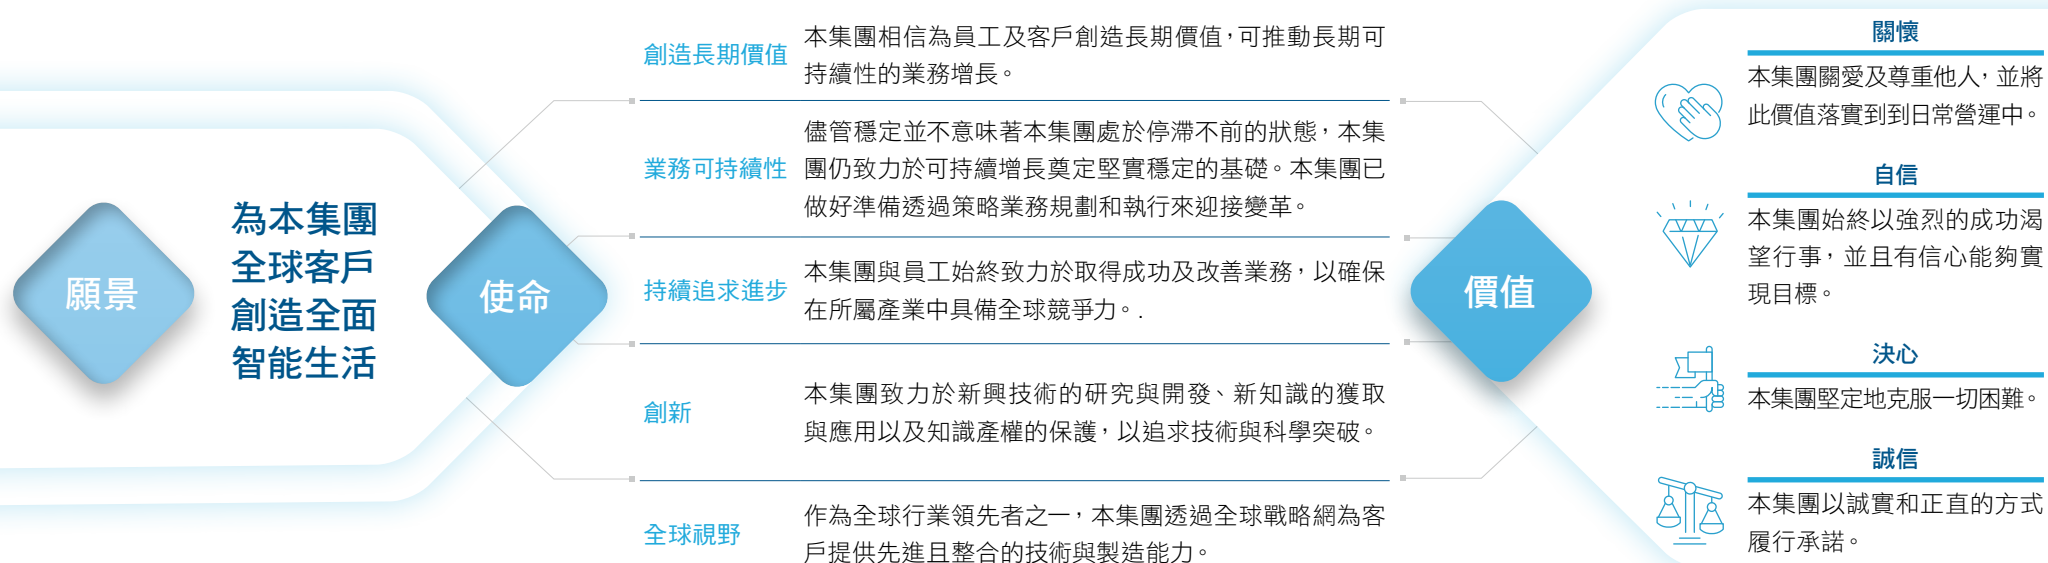 願景
為本集團
全球客戶
創造全面
智能生活
使命
創造長期價值
本集團相信為員工及客戶創造長期價值，可推動長期可
持續性的業務增長。
業務可持續性
儘管穩定並不意味著本集團處於停滯不前的狀態，本集
團仍致力於可持續增長奠定堅實穩定的基礎。本集團已
做好準備透過策略業務規劃和執行來迎接變革。
持續追求進步
本集團與員工始終致力於取得成功及改善業務，以確保
在所屬產業中具備全球競爭力。.
創新
本集團致力於新興技術的研究與開發、新知識的獲取
與應用以及知識產權的保護，以追求技術與科學突破。
全球視野
作為全球行業領先者之一，本集團透過全球戰略網為客
戶提供先進且整合的技術與製造能力。
價值
關懷
本集團關愛及尊重他人，並將
此價值落實到到日常營運中。
自信
本集團始終以強烈的成功渴
望行事，並且有信心能夠實
現目標。
決心
本集團堅定地克服一切困難。
誠信
本集團以誠實和正直的方式
履行承諾。